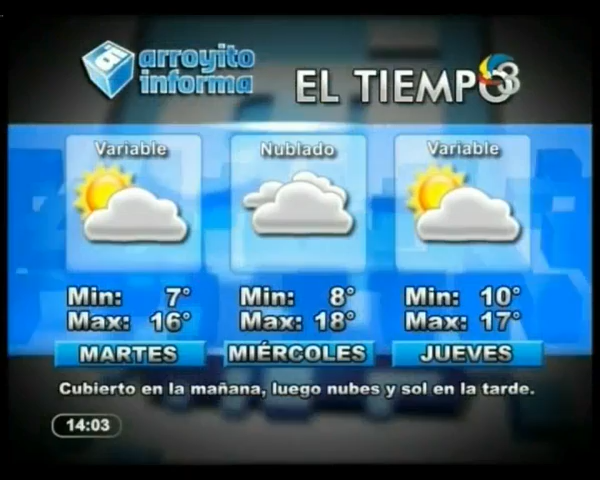 arroyito
informa
EL TIEMPO
Variable
Nublado
Variable
Min: 7°
Max: 16°
Min: 8°
Max: 18°
Min: 10°
Max: 17°
MARTES
MIÉRCOLES
JUEVES
Cubierto en la mañana, luego nubes y sol en la tarde.
14:03